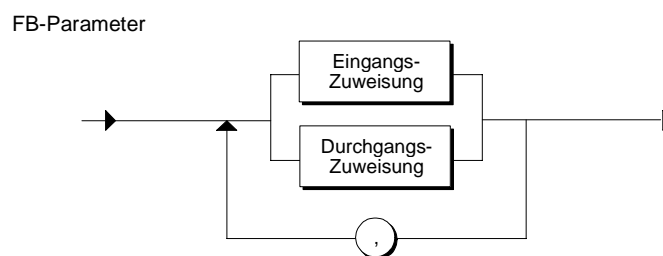 FB-Parameter
Eingangs-
Zuweisung
Durchgangs-
Zuweisung
,